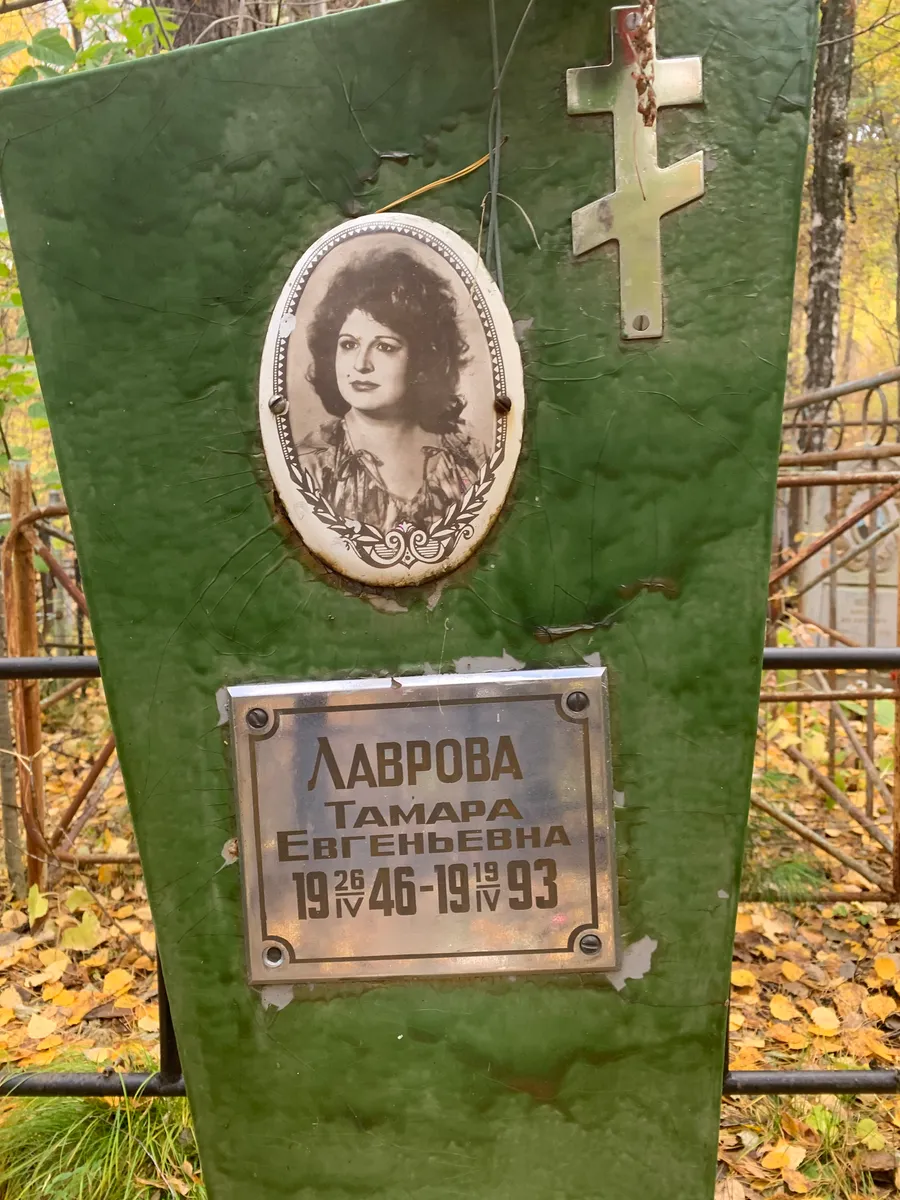 ЛАВРОВА
ТАМАРА
ЕВГЕНЬЕВНА
19 26/IV 46-19 19/IV 93